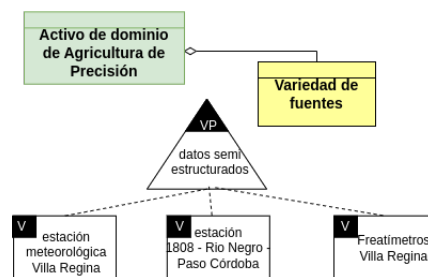 Activo de dominio
de Agricultura de
Precisión
Variedad de
fuentes
VP
datos semi
estructurados
V
estación
meteorológica
Villa Regina
V
estación
1808 - Rio Negro -
Paso Córdoba
V
Freatímetros
Villa Regina